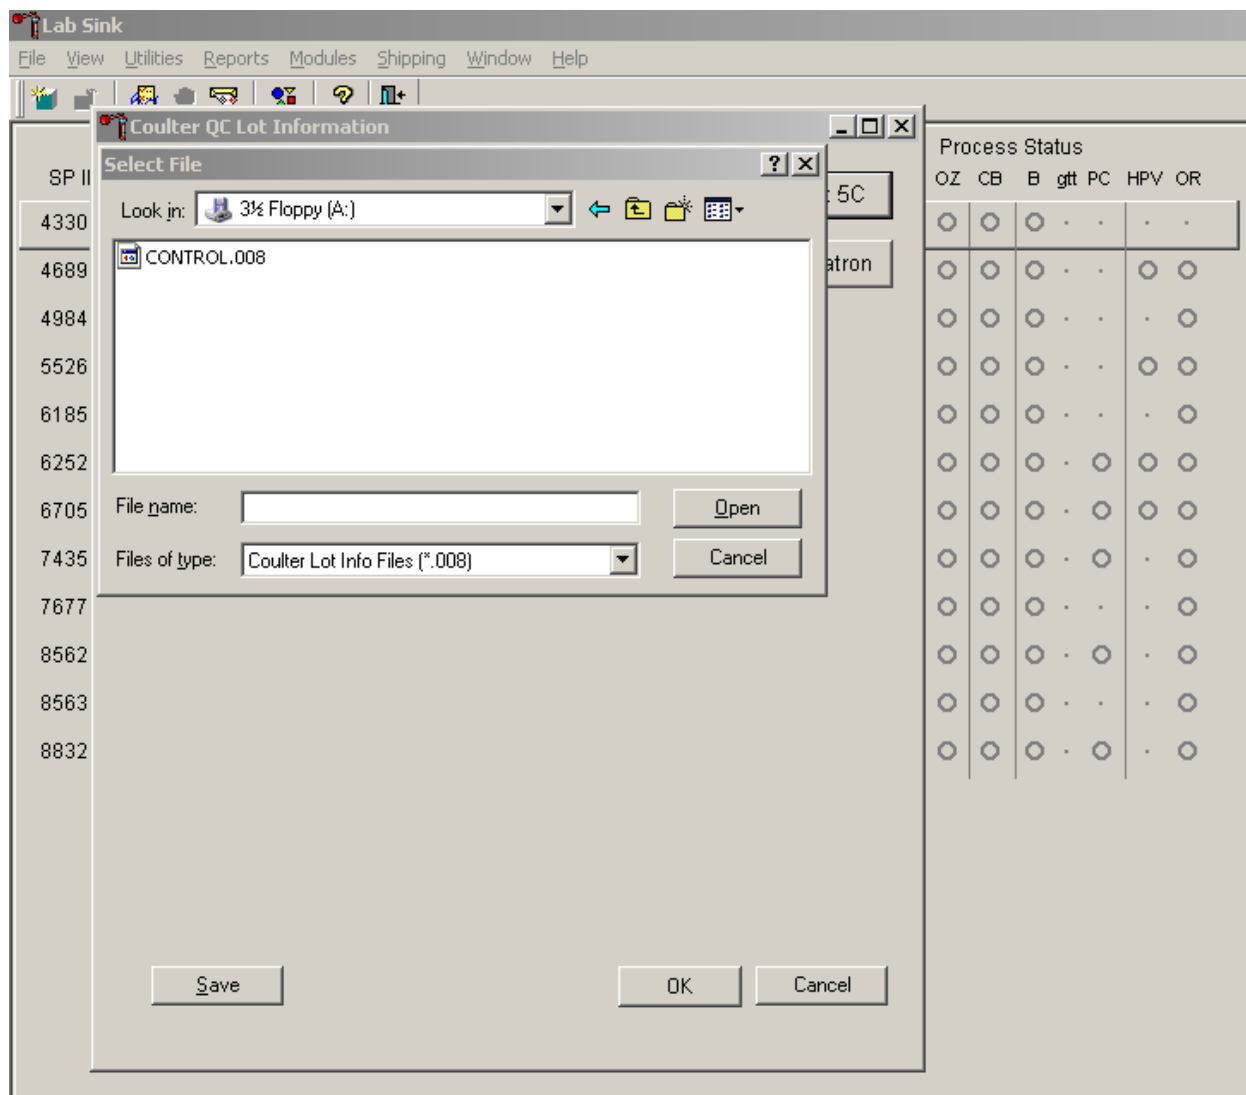 Lab Sink
File View Utilities Reports Modules Shipping Window Help
Coulter QC Lot Information
Select File
Look in: 3½ Floppy (A:)
CONTROL.008
File name: Open
Files of type: Coulter Lot Info Files (*.008) Cancel
5C
atron
Save OK Cancel
SP
Process Status
OZ CB B gtt PC HPV OR
4330
4689
4984
5526
6185
6252
6705
7435
7677
8562
8563
8832